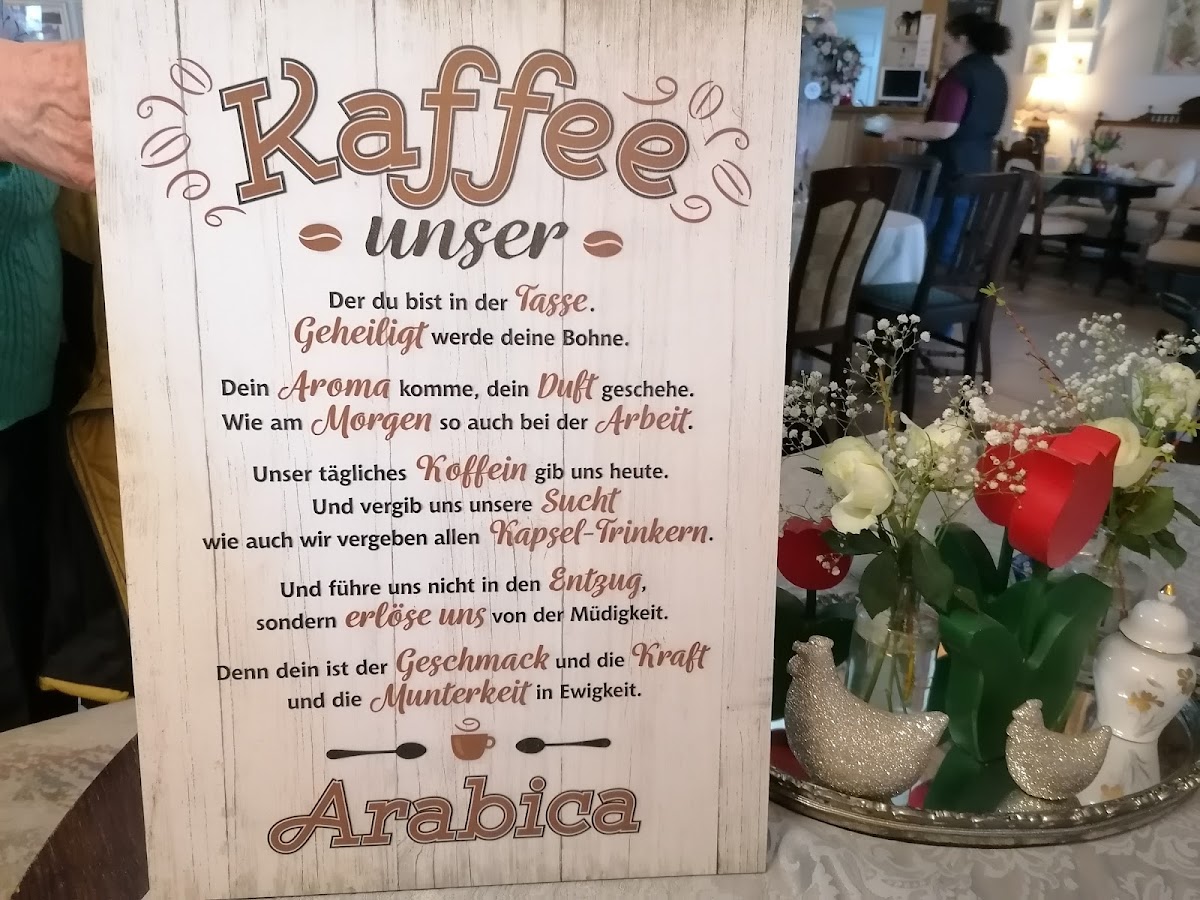 Kaffee
unser
Der du bist in der Tasse.
Geheiligt werde deine Bohne.
Dein Aroma komme, dein Duft geschehe.
Wie am Morgen so auch bei der Arbeit.
Unser tägliches Koffein gib uns heute.
Und vergib uns unsere Sucht
wie auch wir vergeben allen Kapsel-Trinkern.
Und führe uns nicht in den Entzug,
sondern erlöse uns von der Müdigkeit.
Denn dein ist der Geschmack und die Kraft
und die Munterkeit in Ewigkeit.
Arabica